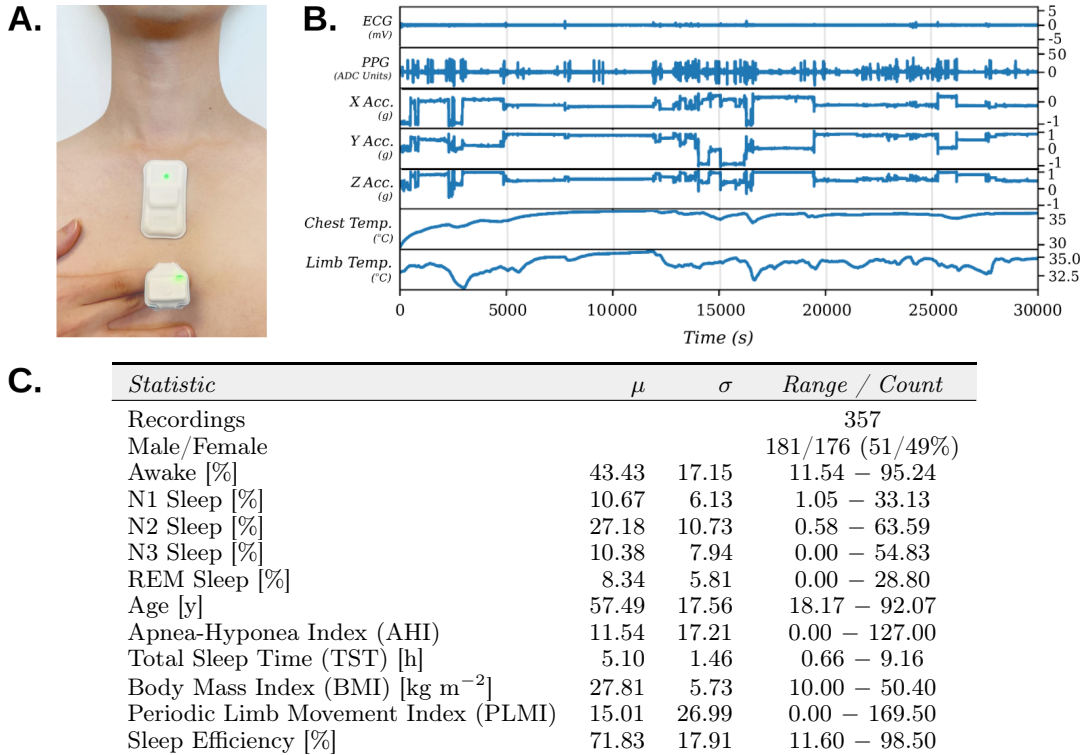 A.
B.
ECG
(mV)
5
0
-5
PPG
(ADC Units)
50
0
X Acc.
(g)
0
-1
Y Acc.
(g)
1
0
-1
Z Acc.
(g)
1
0
-1
Chest Temp.
(°C)
35
30
Limb Temp.
(°C)
35.0
32.5
0 5000 10000 15000 20000 25000 30000
Time (s)
C.
Statistic μ σ Range / Count
Recordings 357
Male/Female 181/176 (51/49%)
Awake [%] 43.43 17.15 11.54 − 95.24
N1 Sleep [%] 10.67 6.13 1.05 − 33.13
N2 Sleep [%] 27.18 10.73 0.58 − 63.59
N3 Sleep [%] 10.38 7.94 0.00 − 54.83
REM Sleep [%] 8.34 5.81 0.00 − 28.80
Age [y] 57.49 17.56 18.17 − 92.07
Apnea-Hyponea Index (AHI) 11.54 17.21 0.00 − 127.00
Total Sleep Time (TST) [h] 5.10 1.46 0.66 − 9.16
Body Mass Index (BMI) [kg m⁻²] 27.81 5.73 10.00 − 50.40
Periodic Limb Movement Index (PLMI) 15.01 26.99 0.00 − 169.50
Sleep Efficiency [%] 71.83 17.91 11.60 − 98.50